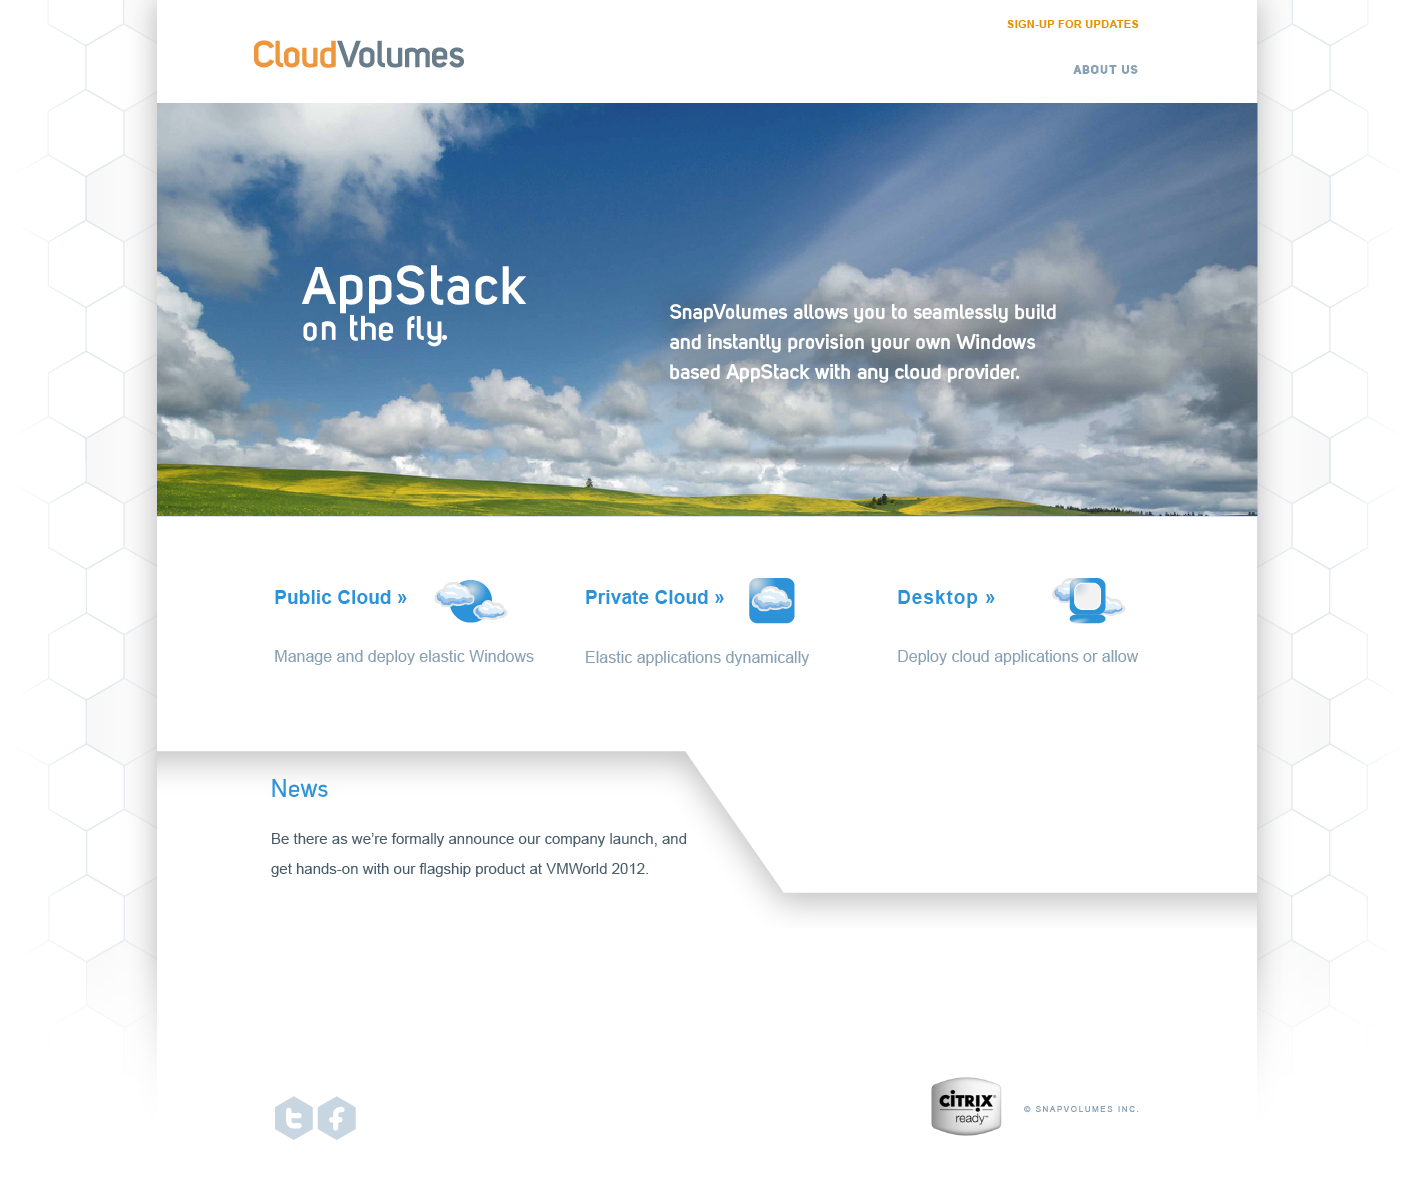 SIGN-UP FOR UPDATES
CloudVolumes
ABOUT US
AppStack
on the fly.
SnapVolumes allows you to seamlessly build
and instantly provision your own Windows
based AppStack with any cloud provider.
Public Cloud »
Private Cloud »
Desktop »
Manage and deploy elastic Windows
Elastic applications dynamically
Deploy cloud applications or allow
News
Be there as we’re formally announce our company launch, and
get hands-on with our flagship product at VMWorld 2012.
CITRIX®
ready™
© SNAPVOLUMES INC.